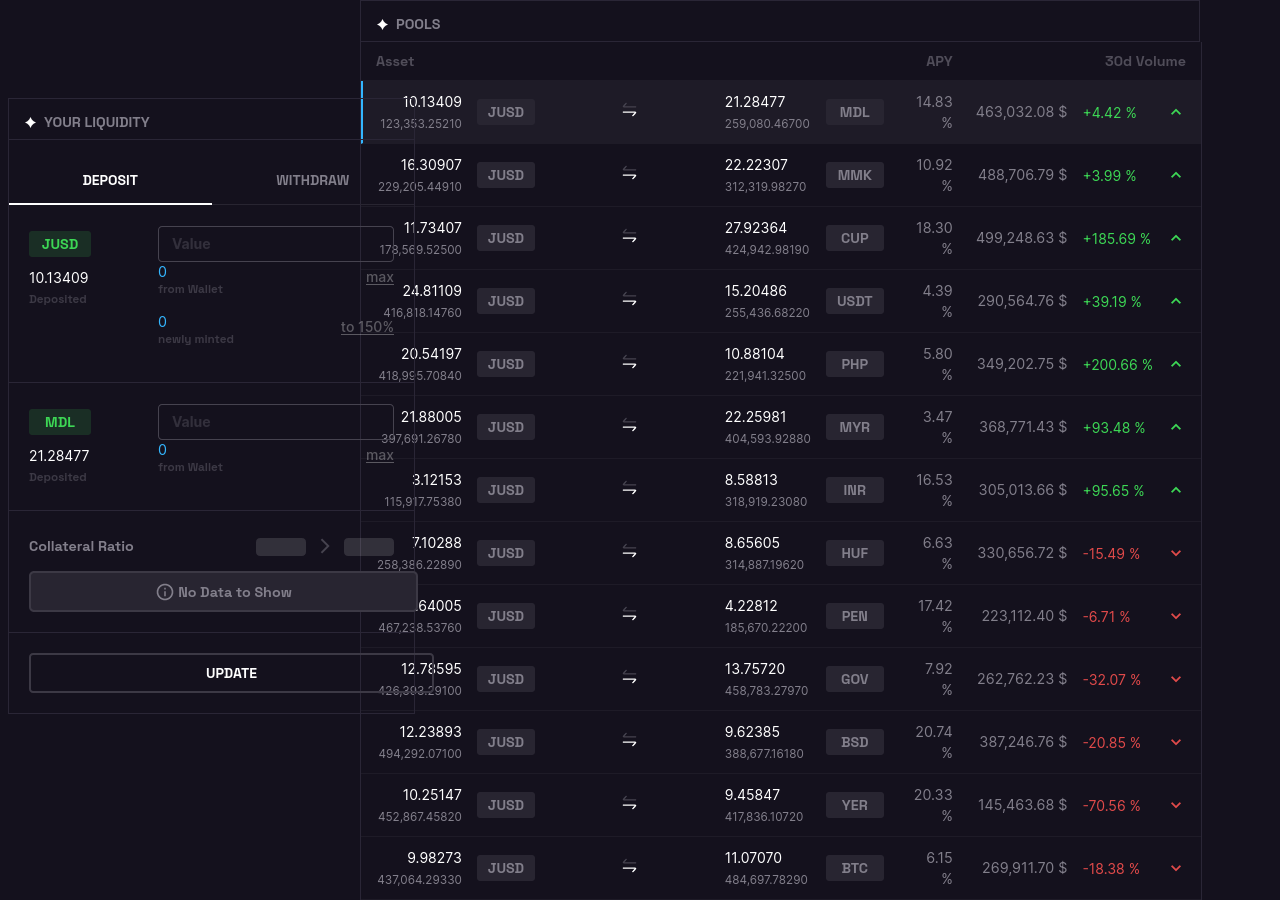 POOLS
Asset APY 30d Volume
10.13409 JUSD 21.28477 MDL 14.83 % 463,032.08 $ +4.42 %
123,353.25210 259,080.46700
16.30907 JUSD 22.22307 MMK 10.92 % 488,706.79 $ +3.99 %
229,205.44910 312,319.98270
11.73407 JUSD 27.92364 CUP 18.30 % 499,248.63 $ +185.69 %
178,569.52500 424,942.98190
24.81109 JUSD 15.20486 USDT 4.39 % 290,564.76 $ +39.19 %
416,818.14760 255,436.68220
20.54197 JUSD 10.88104 PHP 5.80 % 349,202.75 $ +200.66 %
418,995.70840 221,941.32500
21.88005 JUSD 22.25981 MYR 3.47 % 368,771.43 $ +93.48 %
397,691.26780 404,593.92880
3.12153 JUSD 8.58813 INR 16.53 % 305,013.66 $ +95.65 %
115,917.75380 318,919.23080
7.10288 JUSD 8.65605 HUF 6.63 % 330,656.72 $ -15.49 %
258,386.22890 314,887.19620
.64005 JUSD 4.22812 PEN 17.42 % 223,112.40 $ -6.71 %
467,238.53760 185,670.22200
12.78595 JUSD 13.75720 GOV 7.92 % 262,762.23 $ -32.07 %
426,393.29100 458,783.27970
12.23893 JUSD 9.62385 BSD 20.74 % 387,246.76 $ -20.85 %
494,292.07100 388,677.16180
10.25147 JUSD 9.45847 YER 20.33 % 145,463.68 $ -70.56 %
452,867.45820 417,836.10720
9.98273 JUSD 11.07070 BTC 6.15 % 269,911.70 $ -18.38 %
437,064.29330 484,697.78290
YOUR LIQUIDITY
DEPOSIT WITHDRAW
JUSD Value
10.13409 0 max
Deposited from Wallet
0 to 150%
newly minted
MDL Value
21.28477 0 max
Deposited from Wallet
Collateral Ratio
No Data to Show
UPDATE